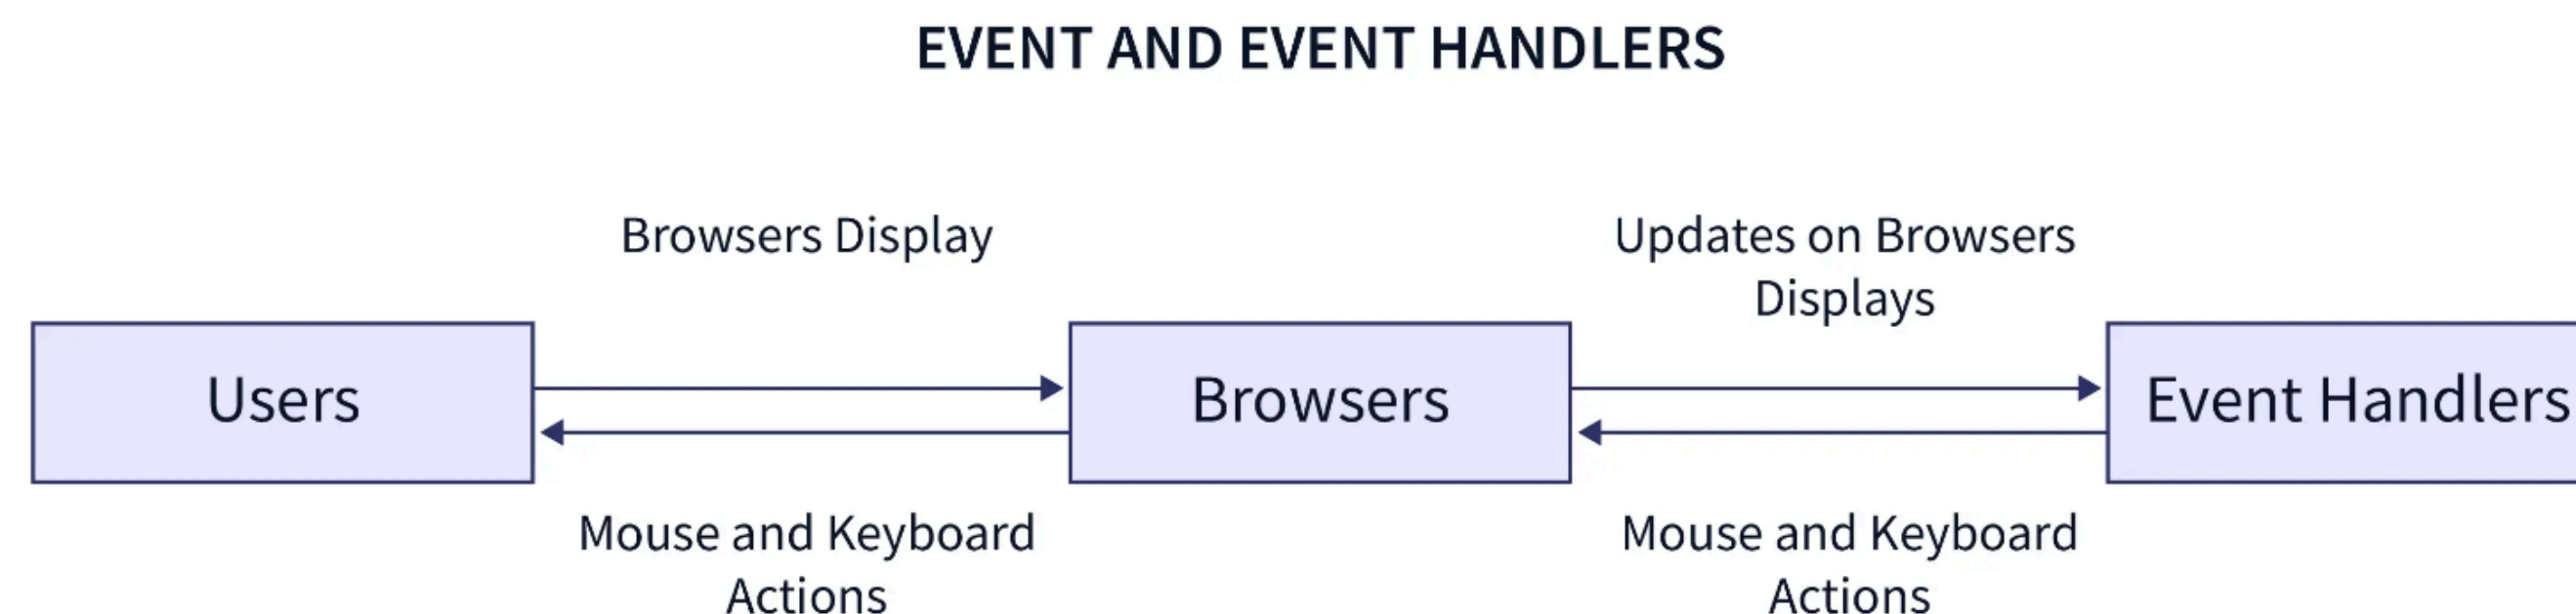 EVENT AND EVENT HANDLERS
Browsers Display
Updates on Browsers
Displays
Users
Browsers
Event Handlers
Mouse and Keyboard
Actions
Mouse and Keyboard
Actions